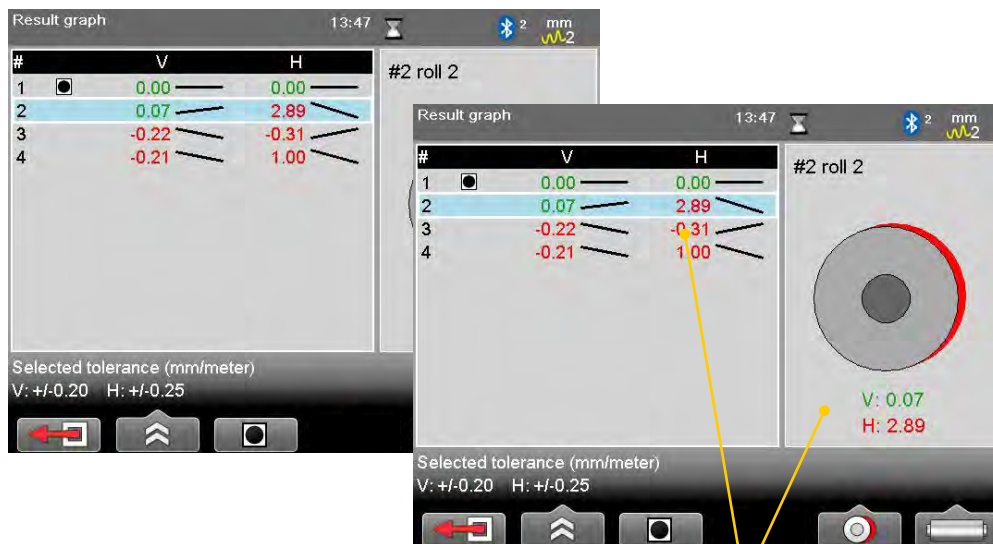 Result graph 13:47 2 mm
2
# V H
1 0.00 0.00
2 0.07 2.89
3 -0.22 -0.31
4 -0.21 1.00
#2 roll 2
Selected tolerance (mm/meter)
V: +/-0.20 H: +/-0.25
Result graph 13:47 2 mm
2
# V H
1 0.00 0.00
2 0.07 2.89
3 -0.22 -0.31
4 -0.21 1.00
#2 roll 2
V: 0.07
H: 2.89
Selected tolerance (mm/meter)
V: +/-0.20 H: +/-0.25